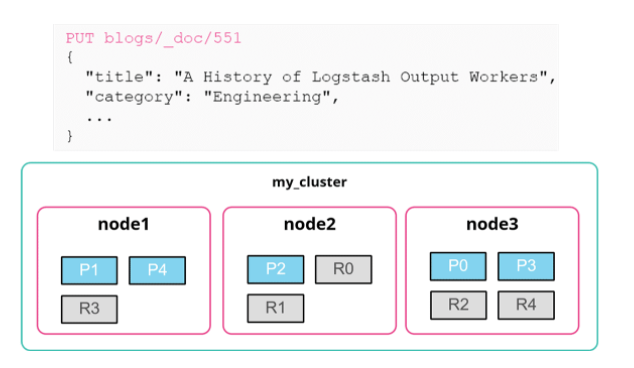 PUT blogs/_doc/551
{
"title": "A History of Logstash Output Workers",
"category": "Engineering",
...
}
my_cluster
node1
node2
node3
P1 P4
P2 R0
P0 P3
R3
R1
R2 R4